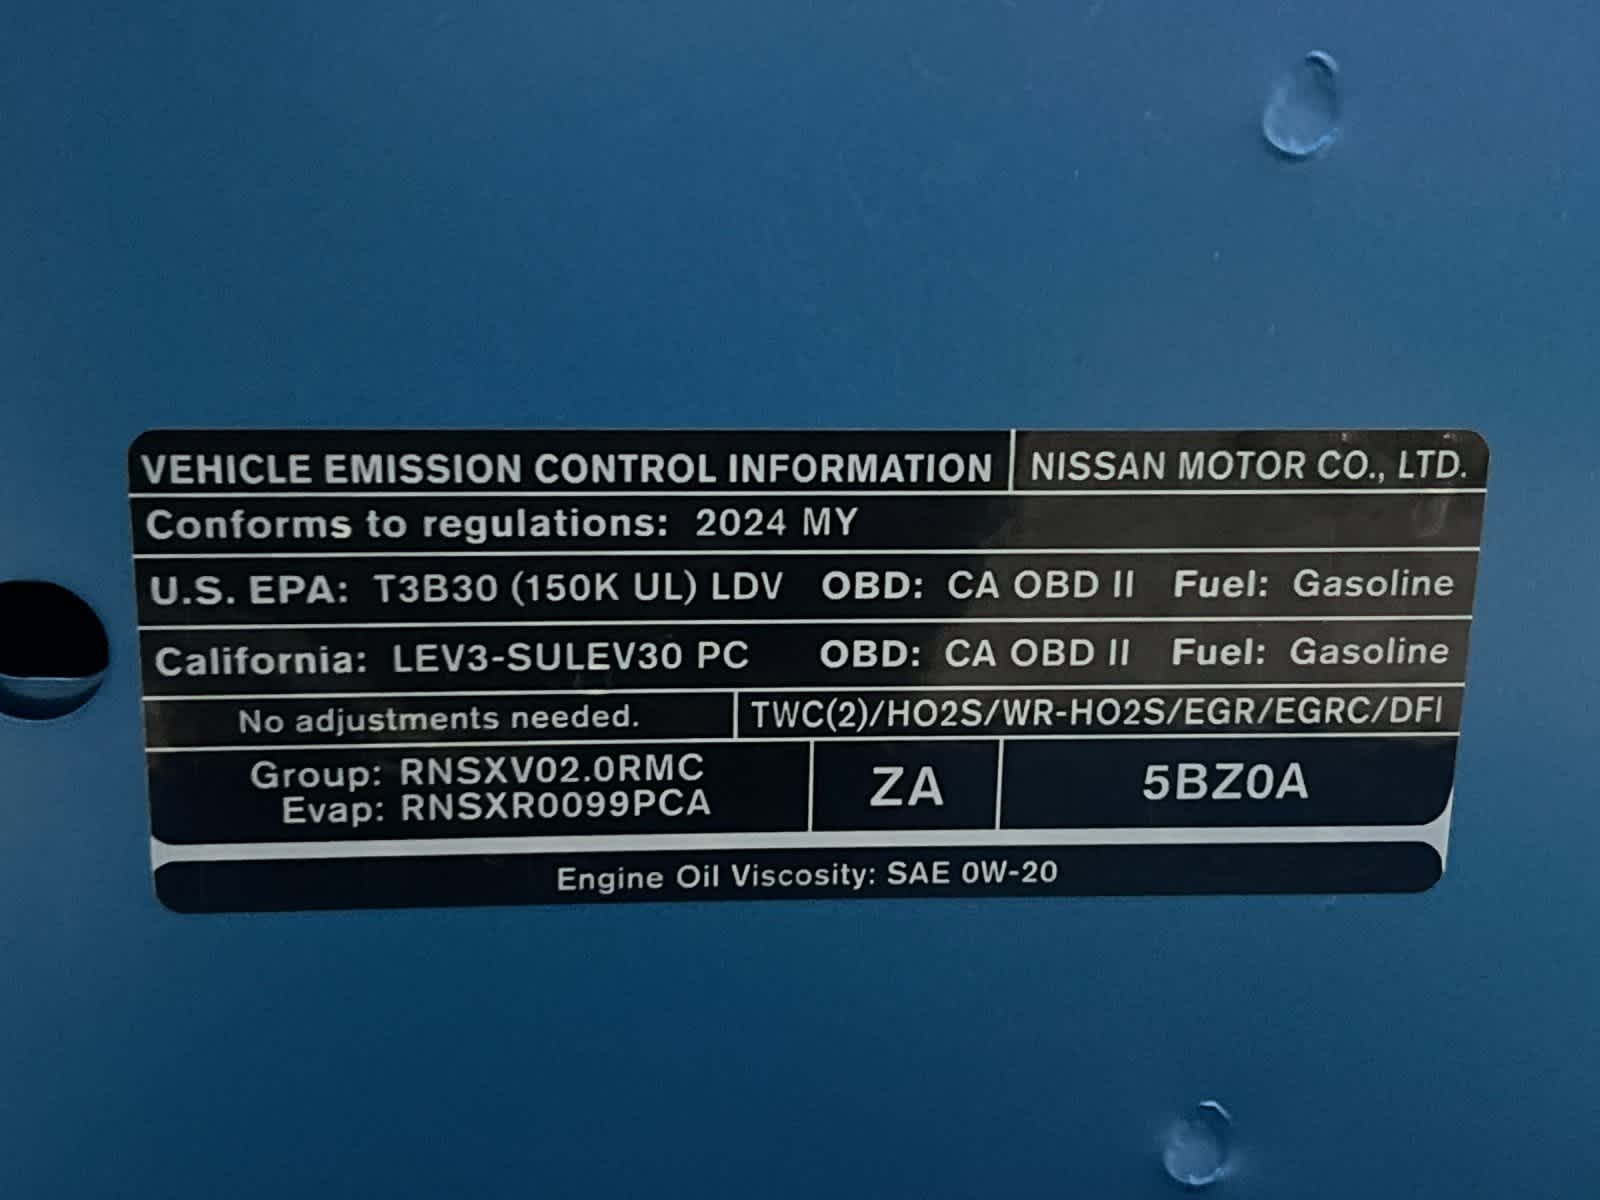 VEHICLE EMISSION CONTROL INFORMATION NISSAN MOTOR CO., LTD.
Conforms to regulations: 2024 MY
U.S. EPA: T3B30 (150K UL) LDV OBD: CA OBD II Fuel: Gasoline
California: LEV3-SULEV30 PC OBD: CA OBD II Fuel: Gasoline
No adjustments needed. TWC(2)/HO2S/WR-HO2S/EGR/EGRC/DFI
Group: RNSXV02.0RMC
Evap: RNSXR0099PCA
ZA
5BZ0A
Engine Oil Viscosity: SAE 0W-20